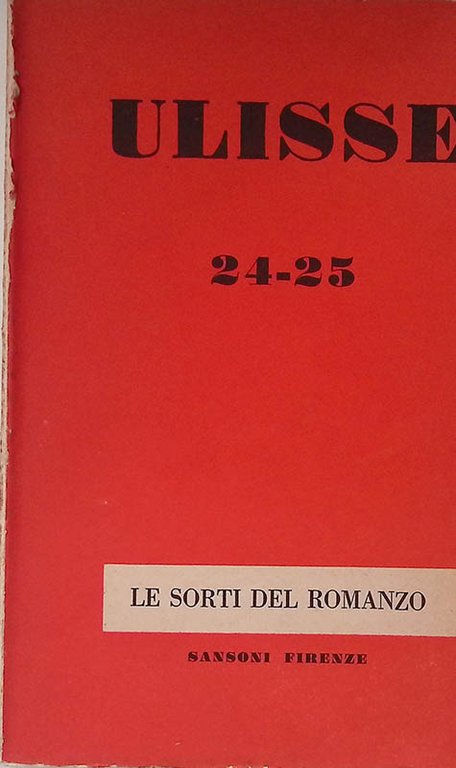 ULISSE
24-25
LE SORTI DEL ROMANZO
SANSONI FIRENZE